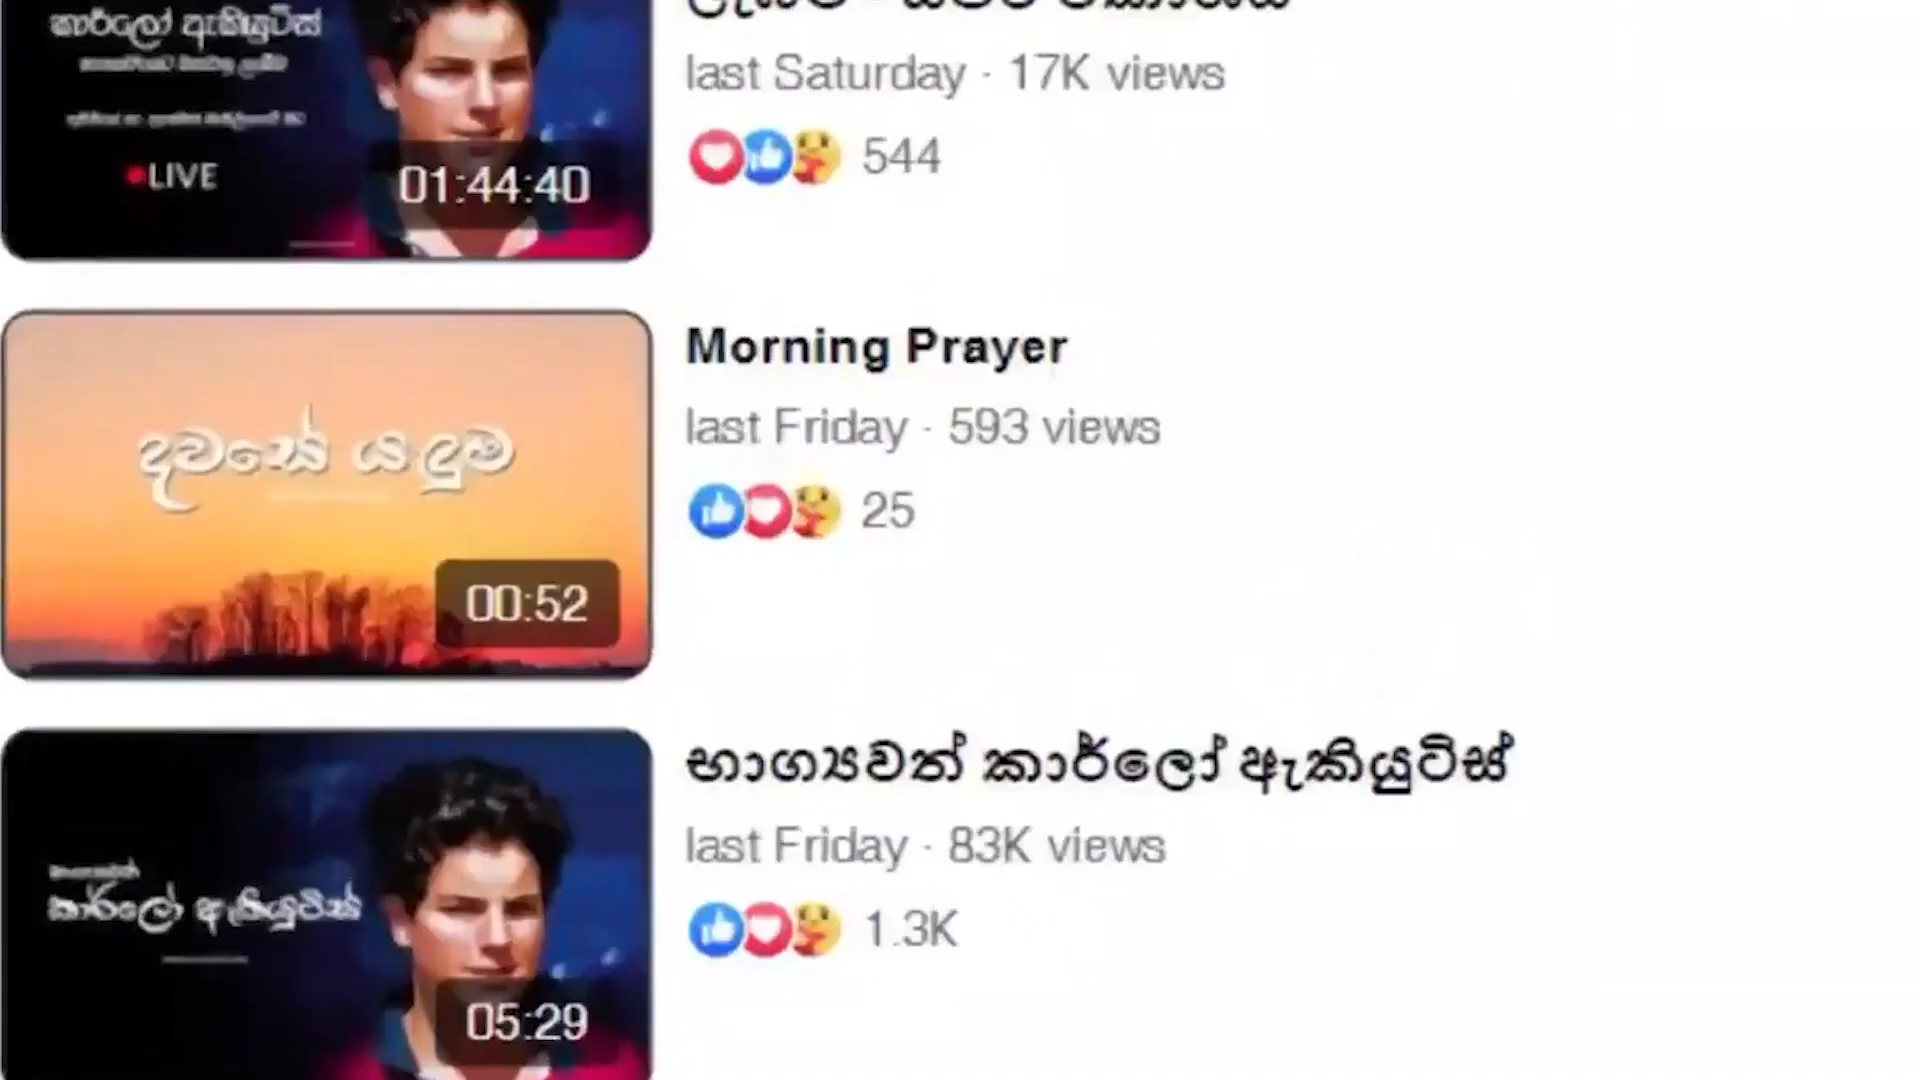 කාර්ලෝ ඇකියුටිස්
LIVE
01:44:40
last Saturday · 17K views
544
දවසේ යැදුම
00:52
Morning Prayer
last Friday · 593 views
25
කාර්ලෝ ඇකියුටිස්
05:29
භාග්‍යවත් කාර්ලෝ ඇකියුටිස්
last Friday · 83K views
1.3K